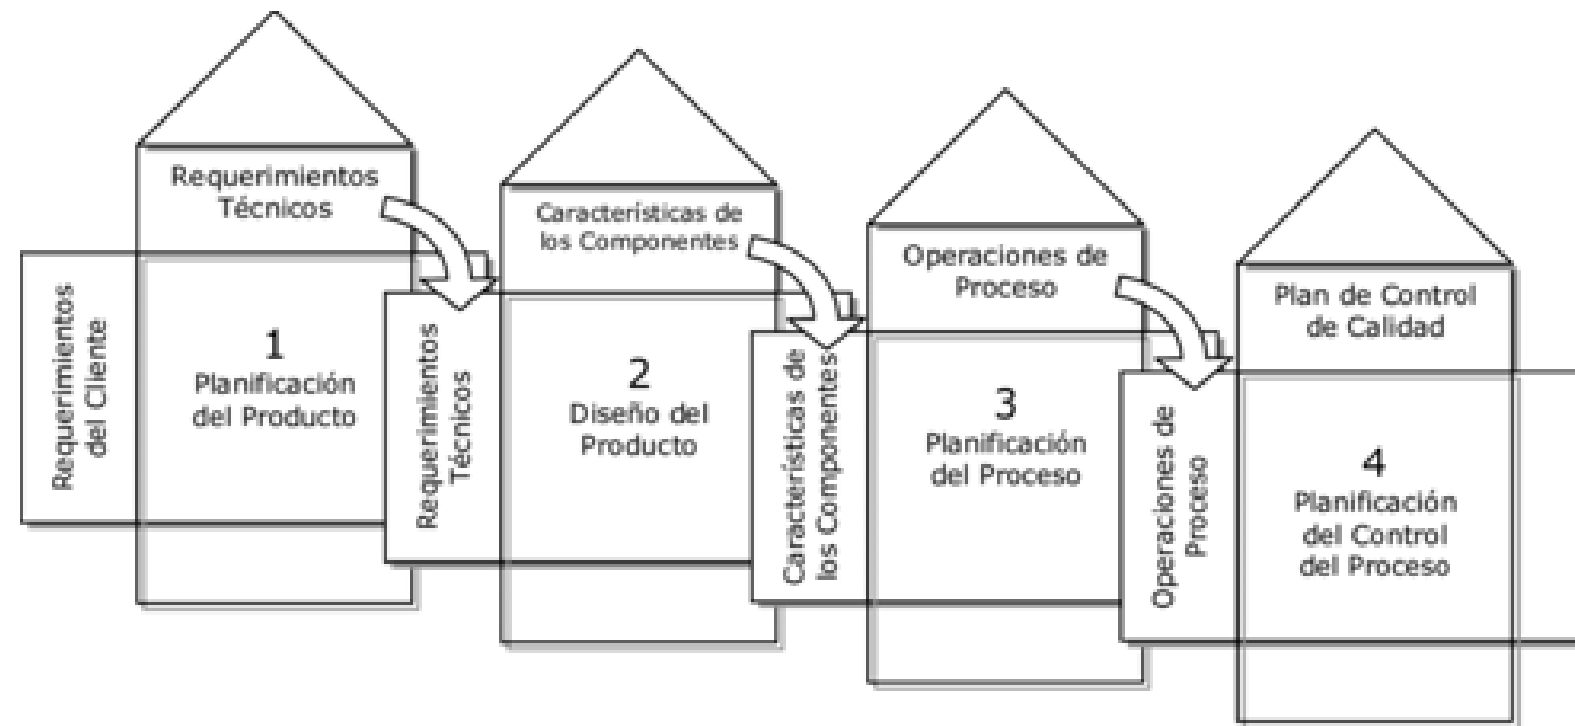 Requerimientos
Técnicos
Requerimientos
del Cliente
1
Planificación
del Producto
Características de
los Componentes
Requerimientos
Técnicos
2
Diseño del
Producto
Operaciones de
Proceso
Características de
los Componentes
3
Planificación
del Proceso
Plan de Control
de Calidad
Operaciones de
Proceso
4
Planificación
del Control
del Proceso